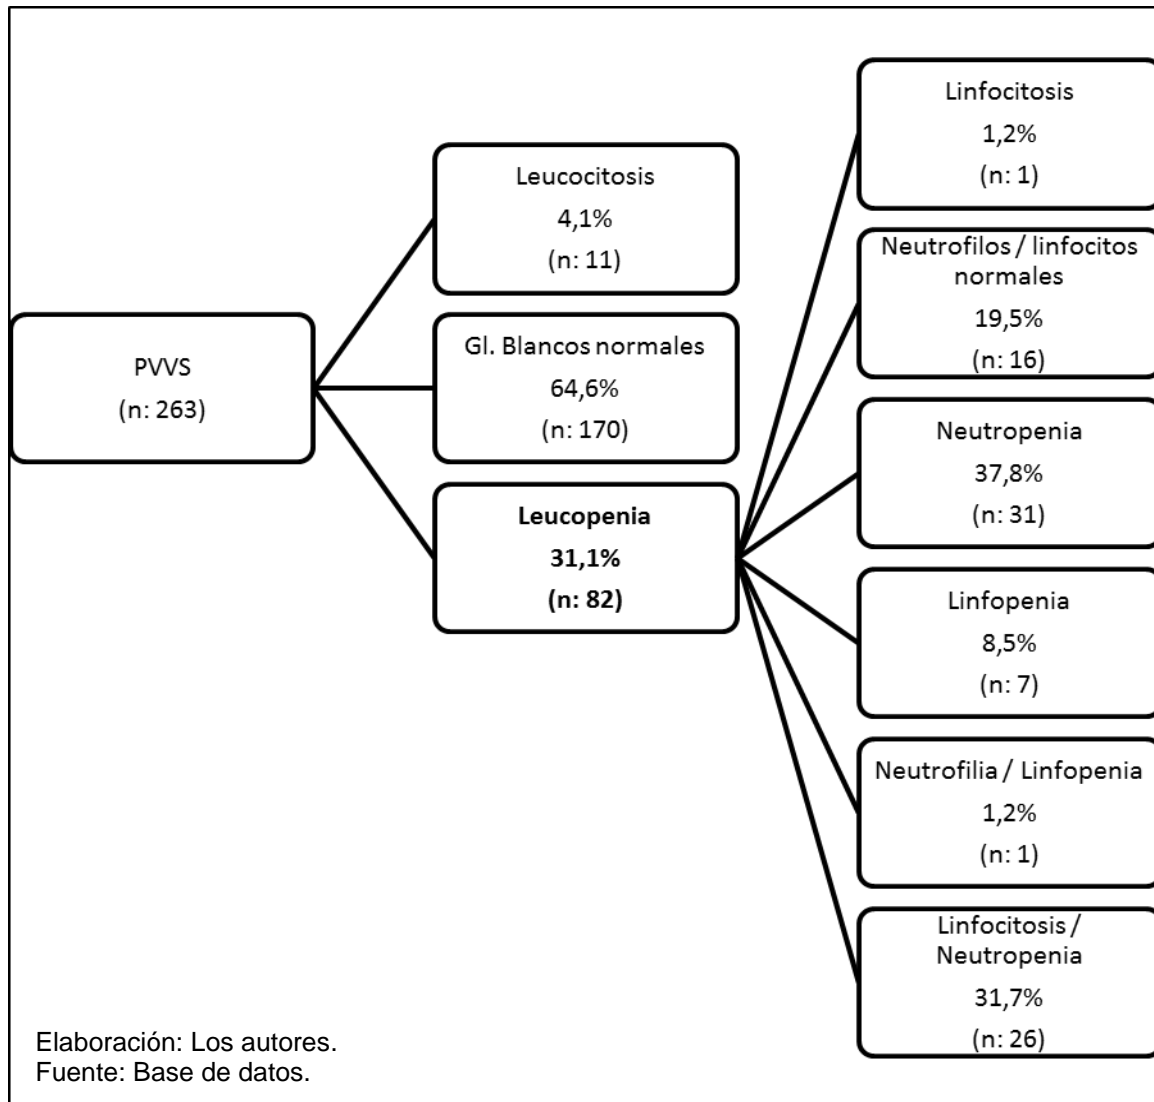 PVVS
(n: 263)
Leucocitosis
4,1%
(n: 11)
Gl. Blancos normales
64,6%
(n: 170)
Leucopenia
31,1%
(n: 82)
Linfocitosis
1,2%
(n: 1)
Neutrofilos / linfocitos
normales
19,5%
(n: 16)
Neutropenia
37,8%
(n: 31)
Linfopenia
8,5%
(n: 7)
Neutrofilia / Linfopenia
1,2%
(n: 1)
Linfocitosis /
Neutropenia
31,7%
(n: 26)
Elaboración: Los autores.
Fuente: Base de datos.